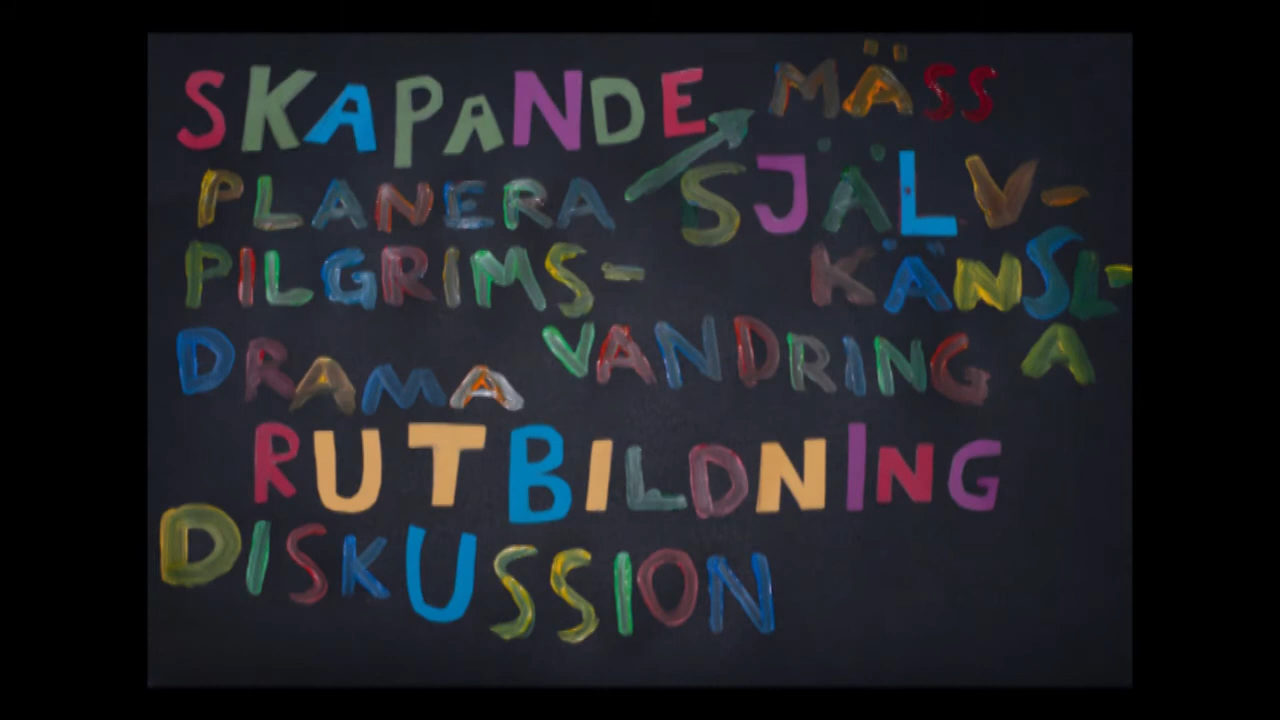 SKAPANDE MÄSS
PLANERA SJÄLV-
PILGRIMS- KÄNSL-
DRAMA VANDRING A
RUTBILDNING
DISKUSSION